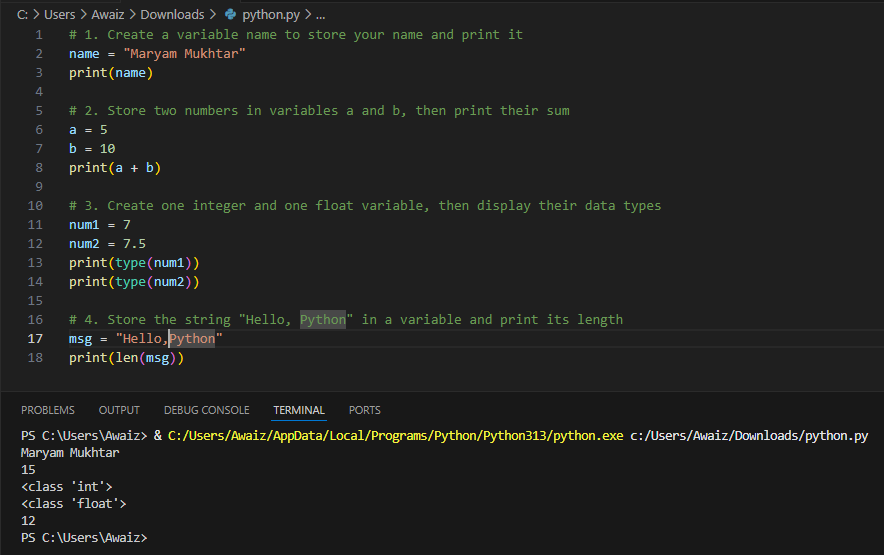 C: > Users > Awaiz > Downloads > python.py > ...
1 # 1. Create a variable name to store your name and print it
2 name = "Maryam Mukhtar"
3 print(name)
4
5 # 2. Store two numbers in variables a and b, then print their sum
6 a = 5
7 b = 10
8 print(a + b)
9
10 # 3. Create one integer and one float variable, then display their data types
11 num1 = 7
12 num2 = 7.5
13 print(type(num1))
14 print(type(num2))
15
16 # 4. Store the string "Hello, Python" in a variable and print its length
17 msg = "Hello,Python"
18 print(len(msg))
PROBLEMS OUTPUT DEBUG CONSOLE TERMINAL PORTS
PS C:\Users\Awaiz> & C:/Users/Awaiz/AppData/Local/Programs/Python/Python313/python.exe c:/Users/Awaiz/Downloads/python.py
Maryam Mukhtar
15
<class 'int'>
<class 'float'>
12
PS C:\Users\Awaiz>